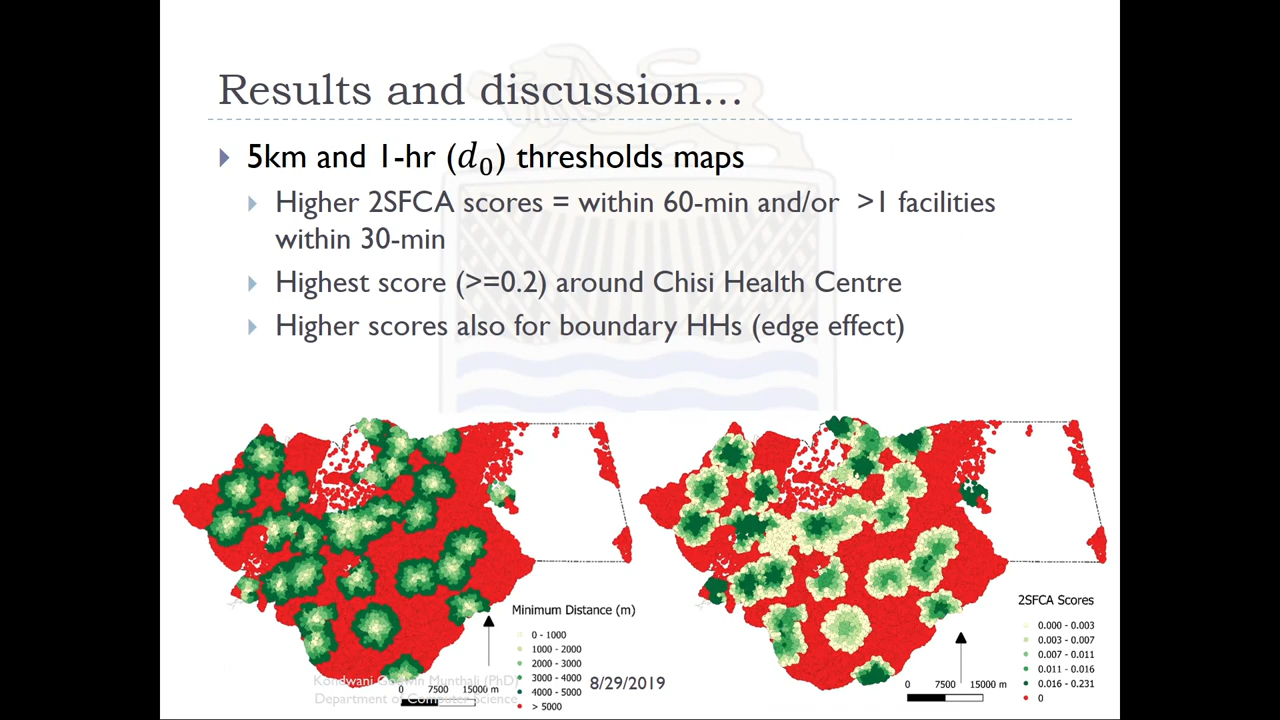 Results and discussion…
5km and 1-hr (d₀) thresholds maps
Higher 2SFCA scores = within 60-min and/or >1 facilities
within 30-min
Highest score (>=0.2) around Chisi Health Centre
Higher scores also for boundary HHs (edge effect)
Minimum Distance (m)
0 - 1000
1000 - 2000
2000 - 3000
3000 - 4000
4000 - 5000
> 5000
0 7500 15000 m
2SFCA Scores
0.000 - 0.003
0.003 - 0.007
0.007 - 0.011
0.011 - 0.016
0.016 - 0.231
0
0 7500 15000 m
Kondwani Godwin Munthali (PhD)
Department of Computer Science
8/29/2019